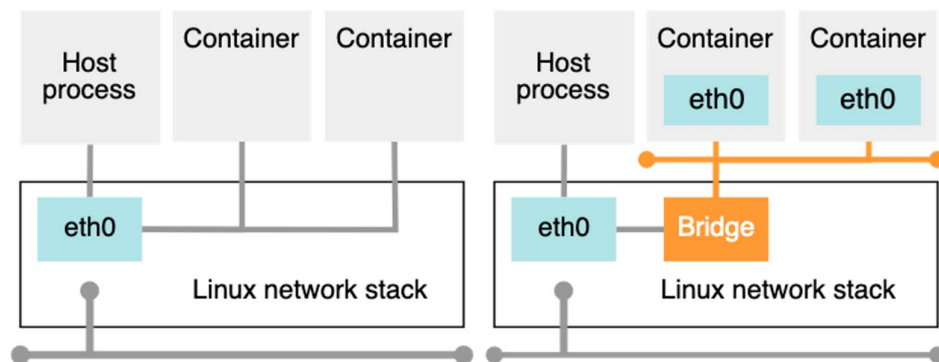 Host
process
Container
Container
eth0
Linux network stack
Host
process
Container
eth0
Container
eth0
eth0
Bridge
Linux network stack